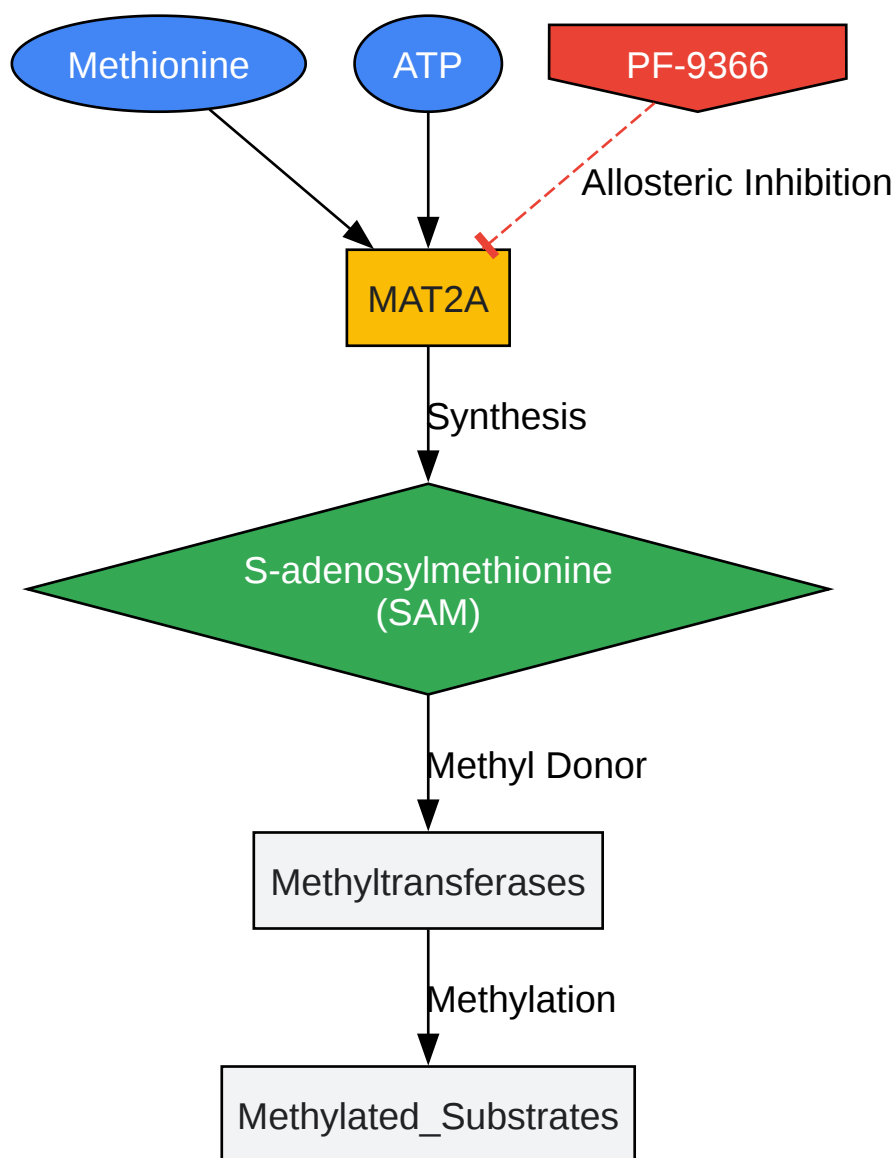 Methionine
ATP
PF-9366
Allosteric Inhibition
MAT2A
Synthesis
S-adenosylmethionine
(SAM)
Methyl Donor
Methyltransferases
Methylation
Methylated_Substrates